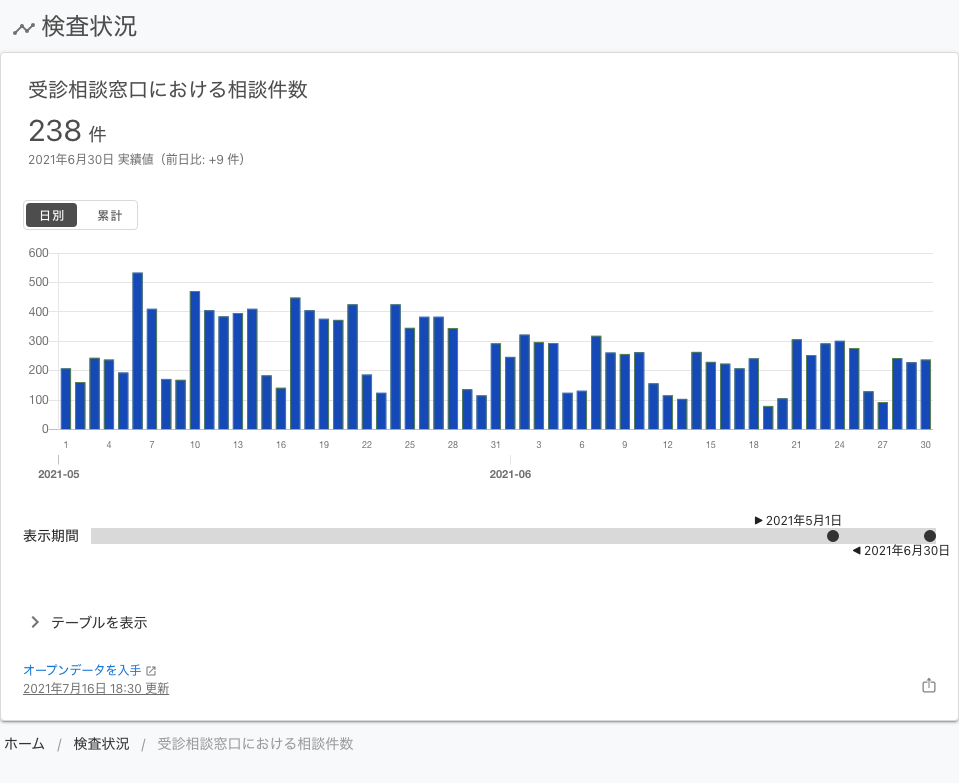 検査状況
受診相談窓口における相談件数
238 件
2021年6月30日 実績値（前日比: +9 件）
日別 累計
600
500
400
300
200
100
0
1 4 7 10 13 16 19 22 25 28 31 3 6 9 12 15 18 21 24 27 30
2021-05 2021-06
▶ 2021年5月1日
表示期間
◀ 2021年6月30日
テーブルを表示
オープンデータを入手
2021年7月16日 18:30 更新
ホーム / 検査状況 / 受診相談窓口における相談件数